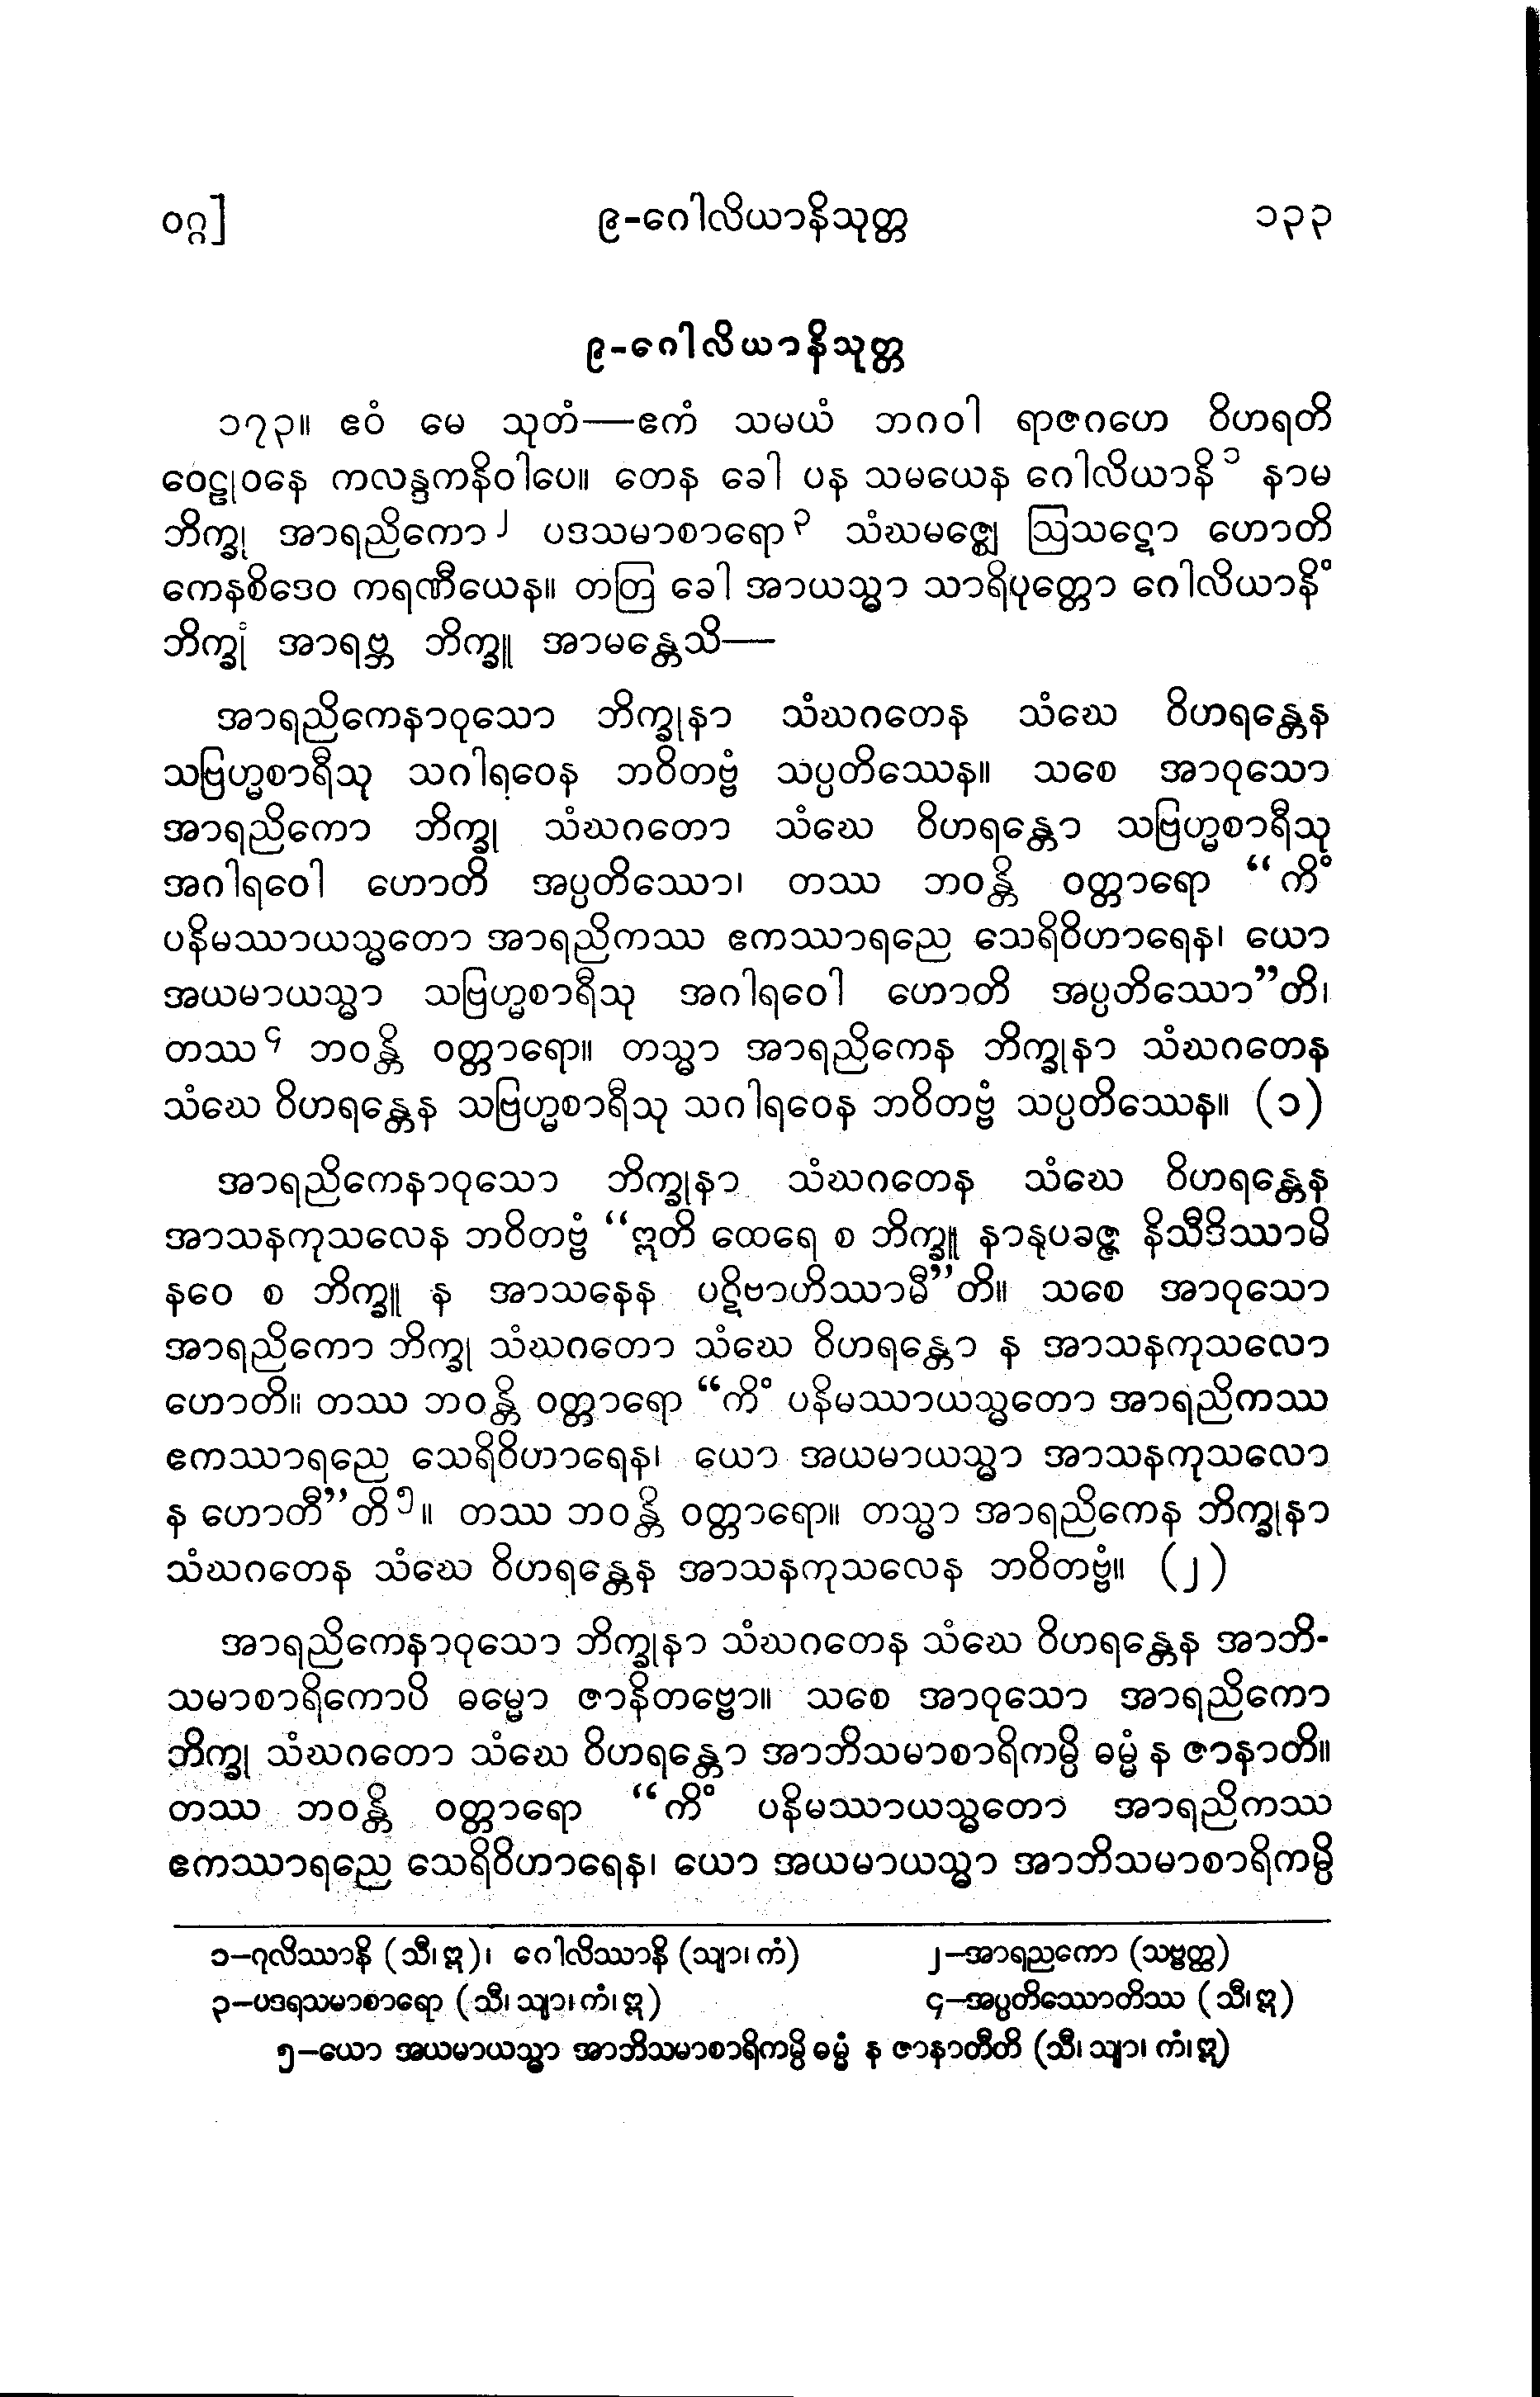 ဝဂ္ဂ]
၉-ဂေါလိယာနိသုတ္တ
၁၃၃
၉-ဂေါလိယာနိသုတ္တ
၁၇၃။ ဧဝံ မေ သုတံ—ဧကံ သမယံ ဘဂဝါ ရာဇဂဟေ ဝိဟရတိ
ဝေဠုဝနေ ကလန္ဒကနိဝါပေ။ တေန ခေါ ပန သမယေန ဂေါလိယာနိ၁ နာမ
ဘိက္ခု အာရညိကော၂ ပဒသမာစာရော၃ သံဃမဇ္ဈေ ဩသဋော ဟောတိ
ကေနစိဒေဝ ကရဏီယေန။ တတြ ခေါ အာယသ္မာ သာရိပုတ္တော ဂေါလိယာနိံ
ဘိက္ခုံ အာရဗ္ဘ ဘိက္ခူ အာမန္တေသိ—
အာရညိကေနာဝုသော ဘိက္ခုနာ သံဃဂတေန သံဃေ ဝိဟရန္တေန
သဗြဟ္မစာရီသု သဂါရဝေန ဘဝိတဗ္ဗံ သပ္ပတိဿေန။ သစေ အာဝုသော
အာရညိကော ဘိက္ခု သံဃဂတော သံဃေ ဝိဟရန္တော သဗြဟ္မစာရီသု
အဂါရဝေါ ဟောတိ အပ္ပတိဿော၊ တဿ ဘဝန္တိ ဝတ္တာရော “ကိံ
ပနိမဿာယသ္မတော အာရညိကဿ ဧကဿာရညေ သေရိဝိဟာရေန၊ ယော
အယမာယသ္မာ သဗြဟ္မစာရီသု အဂါရဝေါ ဟောတိ အပ္ပတိဿော”တိ၊
တဿ၄ ဘဝန္တိ ဝတ္တာရော။ တသ္မာ အာရညိကေန ဘိက္ခုနာ သံဃဂတေန
သံဃေ ဝိဟရန္တေန သဗြဟ္မစာရီသု သဂါရဝေန ဘဝိတဗ္ဗံ သပ္ပတိဿေန။ (၁)
အာရညိကေနာဝုသော ဘိက္ခုနာ သံဃဂတေန သံဃေ ဝိဟရန္တေန
အာသနကုသလေန ဘဝိတဗ္ဗံ “ဣတိ ထေရေ စ ဘိက္ခူ နာနုပခဇ္ဇ နိသီဒိဿာမိ
နဝေ စ ဘိက္ခူ န အာသနေန ပဋိဗာဟိဿာမီ”တိ။ သစေ အာဝုသော
အာရညိကော ဘိက္ခု သံဃဂတော သံဃေ ဝိဟရန္တော န အာသနကုသလော
ဟောတိ။ တဿ ဘဝန္တိ ဝတ္တာရော “ကိံ ပနိမဿာယသ္မတော အာရညိကဿ
ဧကဿာရညေ သေရိဝိဟာရေန၊ ယော အယမာယသ္မာ အာသနကုသလော
န ဟောတီ”တိ၅။ တဿ ဘဝန္တိ ဝတ္တာရော။ တသ္မာ အာရညိကေန ဘိက္ခုနာ
သံဃဂတေန သံဃေ ဝိဟရန္တေန အာသနကုသလေန ဘဝိတဗ္ဗံ။ (၂)
အာရညိကေနာဝုသော ဘိက္ခုနာ သံဃဂတေန သံဃေ ဝိဟရန္တေန အာဘိ-
သမာစာရိကောပိ ဓမ္မော ဇာနိတဗ္ဗော။ သစေ အာဝုသော အာရညိကော
ဘိက္ခု သံဃဂတော သံဃေ ဝိဟရန္တော အာဘိသမာစာရိကမ္ပိ ဓမ္မံ န ဇာနာတိ။
တဿ ဘဝန္တိ ဝတ္တာရော “ကိံ ပနိမဿာယသ္မတော အာရညိကဿ
ဧကဿာရညေ သေရိဝိဟာရေန၊ ယော အယမာယသ္မာ အာဘိသမာစာရိကမ္ပိ
၁—ဂုလိဿာနိ (သီ၊ ဣ)၊ ဂေါလိဿာနိ (သျာ၊ ကံ)
၂—အာရညကော (သဗ္ဗတ္ထ)
၃—ပဒရသမာစာရော (သီ၊ သျာ၊ ကံ၊ ဣ)
၄—အပ္ပတိဿောတိဿ (သီ၊ ဣ)
၅—ယော အယမာယသ္မာ အာဘိသမာစာရိကမ္ပိ ဓမ္မံ န ဇာနာတီတိ (သီ၊ သျာ၊ ကံ၊ ဣ)